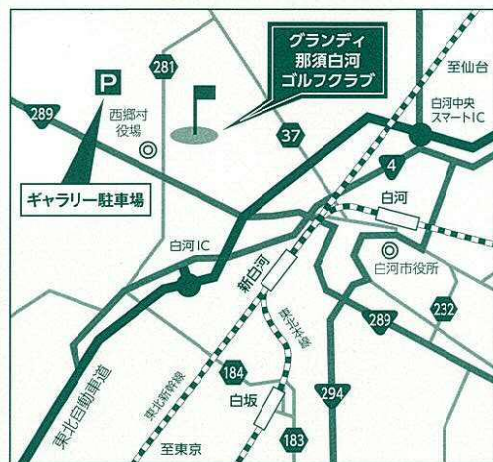 グランディ
那須白河
ゴルフクラブ
至仙台
P
281
西郷村
役場
289
37
白河中央
スマートIC
4
ギャラリー駐車場
白河
白河IC
新白河
白河市役所
232
東北本線
289
東北自動車道
東北新幹線
184
294
白坂
至東京
183